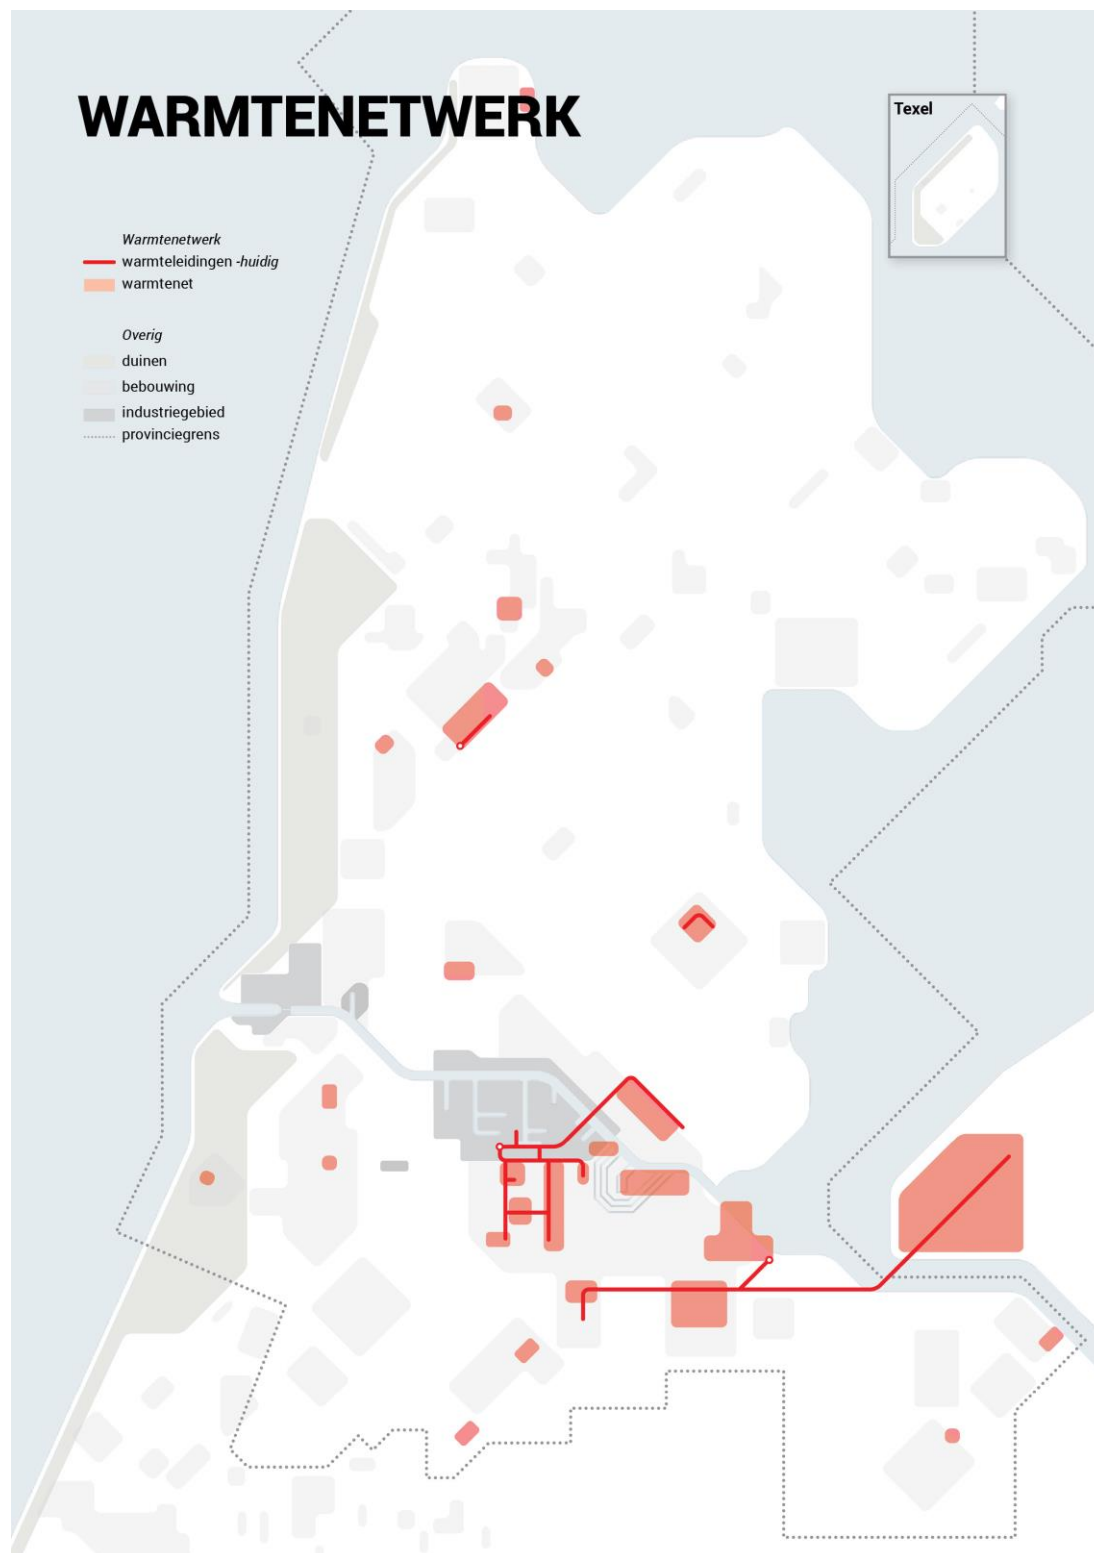 WARMTENETWERK
Texel
Warmtenetwerk
warmteleidingen -huidig
warmtenet
Overig
duinen
bebouwing
industriegebied
provinciegrens